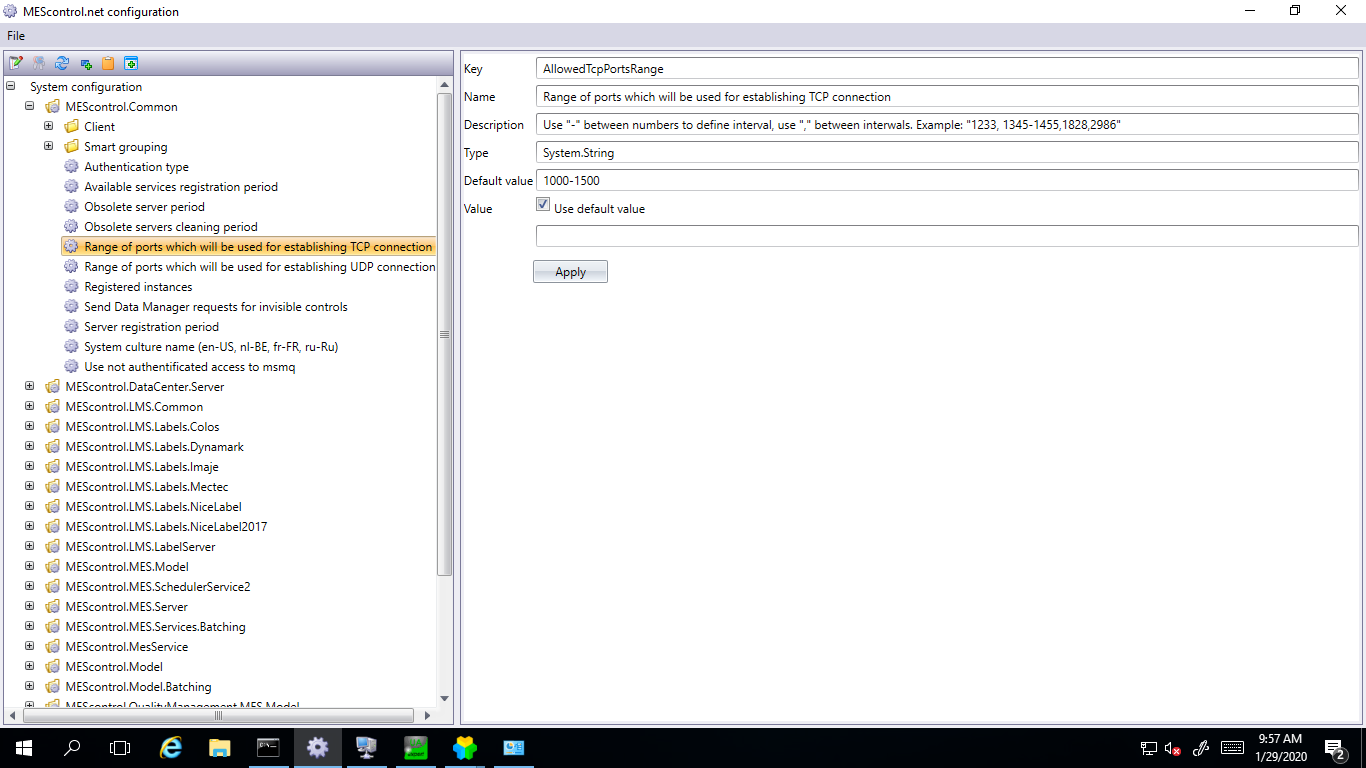 MEScontrol.net configuration
File
System configuration
MEScontrol.Common
Client
Smart grouping
Authentication type
Available services registration period
Obsolete server period
Obsolete servers cleaning period
Range of ports which will be used for establishing TCP connection
Range of ports which will be used for establishing UDP connection
Registered instances
Send Data Manager requests for invisible controls
Server registration period
System culture name (en-US, nl-BE, fr-FR, ru-Ru)
Use not authentificated access to msmq
MEScontrol.DataCenter.Server
MEScontrol.LMS.Common
MEScontrol.LMS.Labels.Colos
MEScontrol.LMS.Labels.Dynamark
MEScontrol.LMS.Labels.Imaje
MEScontrol.LMS.Labels.Mectec
MEScontrol.LMS.Labels.NiceLabel
MEScontrol.LMS.Labels.NiceLabel2017
MEScontrol.LMS.LabelServer
MEScontrol.MES.Model
MEScontrol.MES.SchedulerService2
MEScontrol.MES.Server
MEScontrol.MES.Services.Batching
MEScontrol.MesService
MEScontrol.Model
MEScontrol.Model.Batching
MEScontrol.QualityManagement.MES.Model
Key AllowedTcpPortsRange
Name Range of ports which will be used for establishing TCP connection
Description Use "-" between numbers to define interval, use "," between intervals. Example: "1233, 1345-1455,1828,2986"
Type System.String
Default value 1000-1500
Value Use default value
Apply
9:57 AM
1/29/2020
2